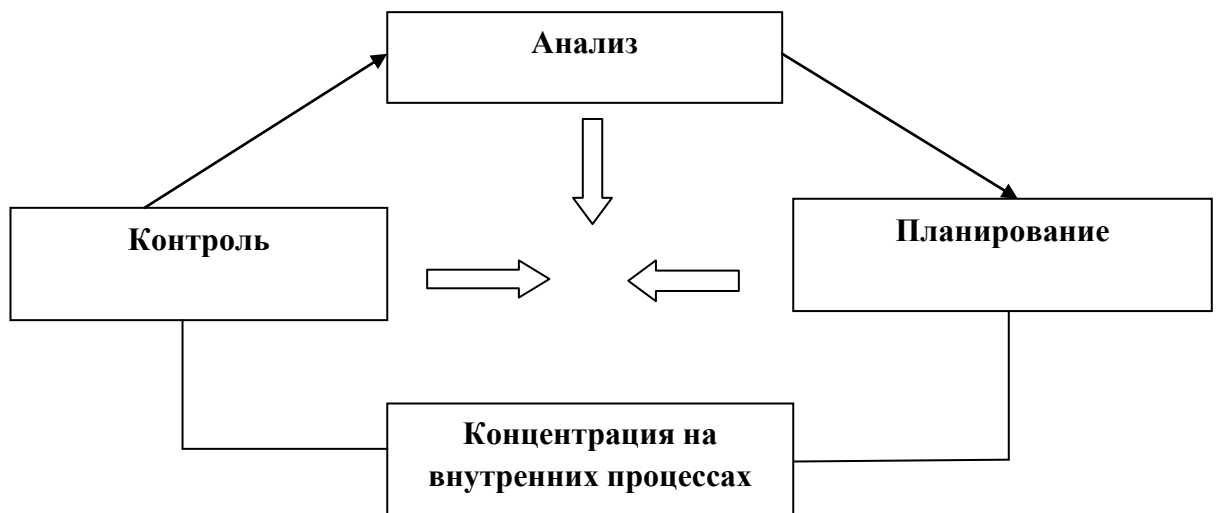 Анализ
Контроль
Планирование
Концентрация на
внутренних процессах